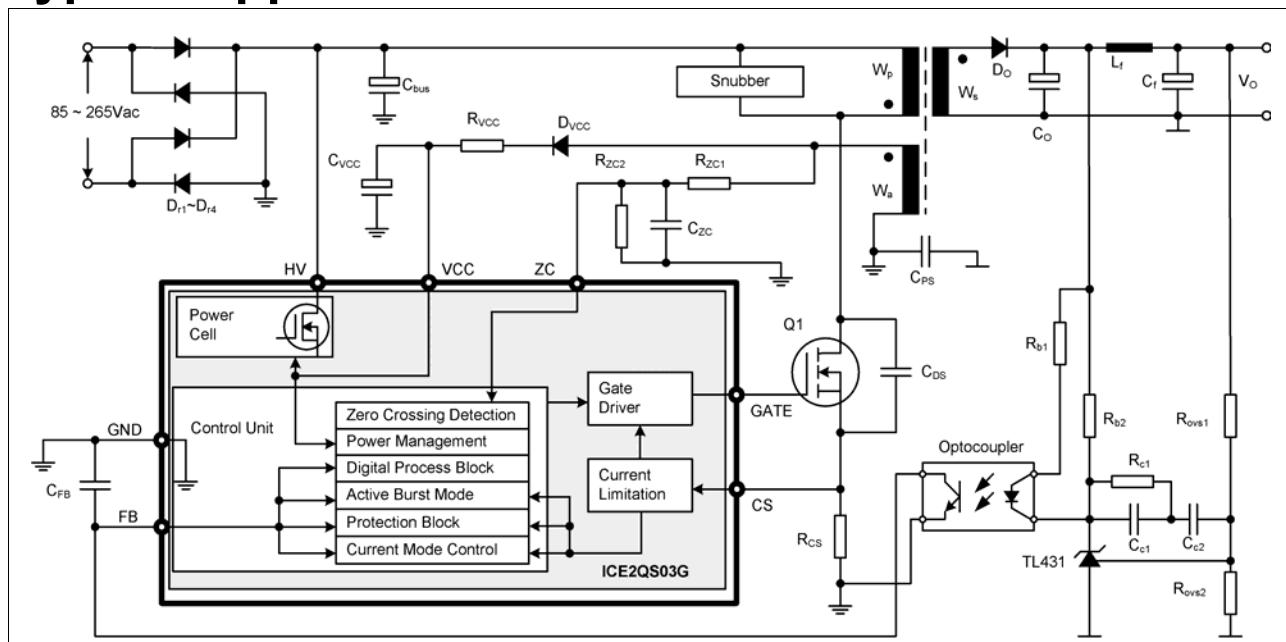 85 ~ 265Vac
Dr1~Dr4
Cbus
Snubber
Wp
Ws
DO
Lf
Cf
VO
CO
RVCC
DVCC
CVCC
RZC2
RZC1
CZC
Wa
CPS
HV
VCC
ZC
Power
Cell
Q1
CDS
Rb1
Gate
Driver
GATE
Zero Crossing Detection
Control Unit
Power Management
Digital Process Block
Active Burst Mode
Protection Block
Current Mode Control
Current
Limitation
CS
GND
CFB
FB
ICE2QS03G
RCS
Optocoupler
Rb2
Rovs1
Rc1
Cc1
Cc2
TL431
Rovs2